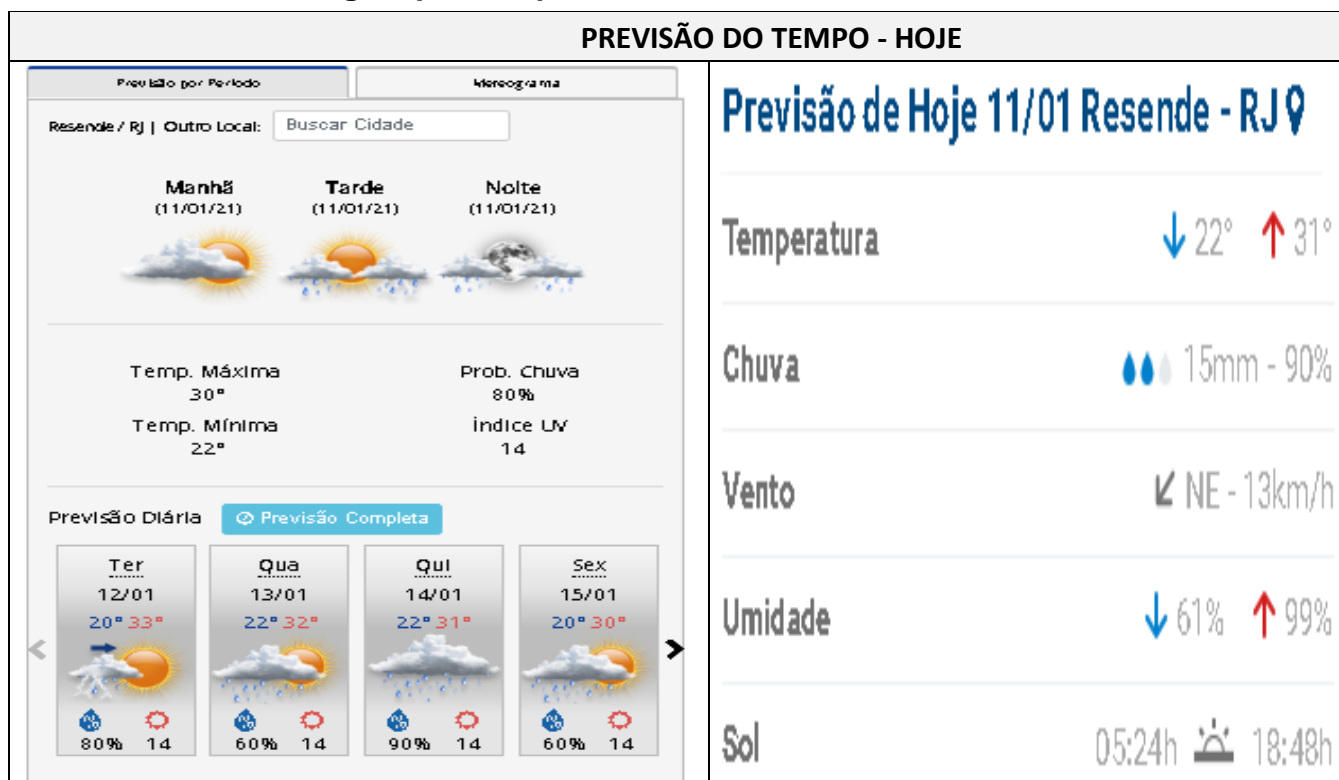 PREVISÃO DO TEMPO - HOJE
Previsão por Período
Meteograma
Resende / RJ | Outro Local: Buscar Cidade
Manhã Tarde Noite
(11/01/21) (11/01/21) (11/01/21)
Temp. Máxima Prob. Chuva
30° 80%
Temp. Mínima Índice UV
22° 14
Previsão Diária Previsão Completa
Ter Qua Qui Sex
12/01 13/01 14/01 15/01
20° 33° 22° 32° 22° 31° 20° 30°
80% 14 60% 14 90% 14 60% 14
Previsão de Hoje 11/01 Resende - RJ
Temperatura 22° 31°
Chuva 15mm - 90%
Vento NE - 13km/h
Umidade 61% 99%
Sol 05:24h 18:48h